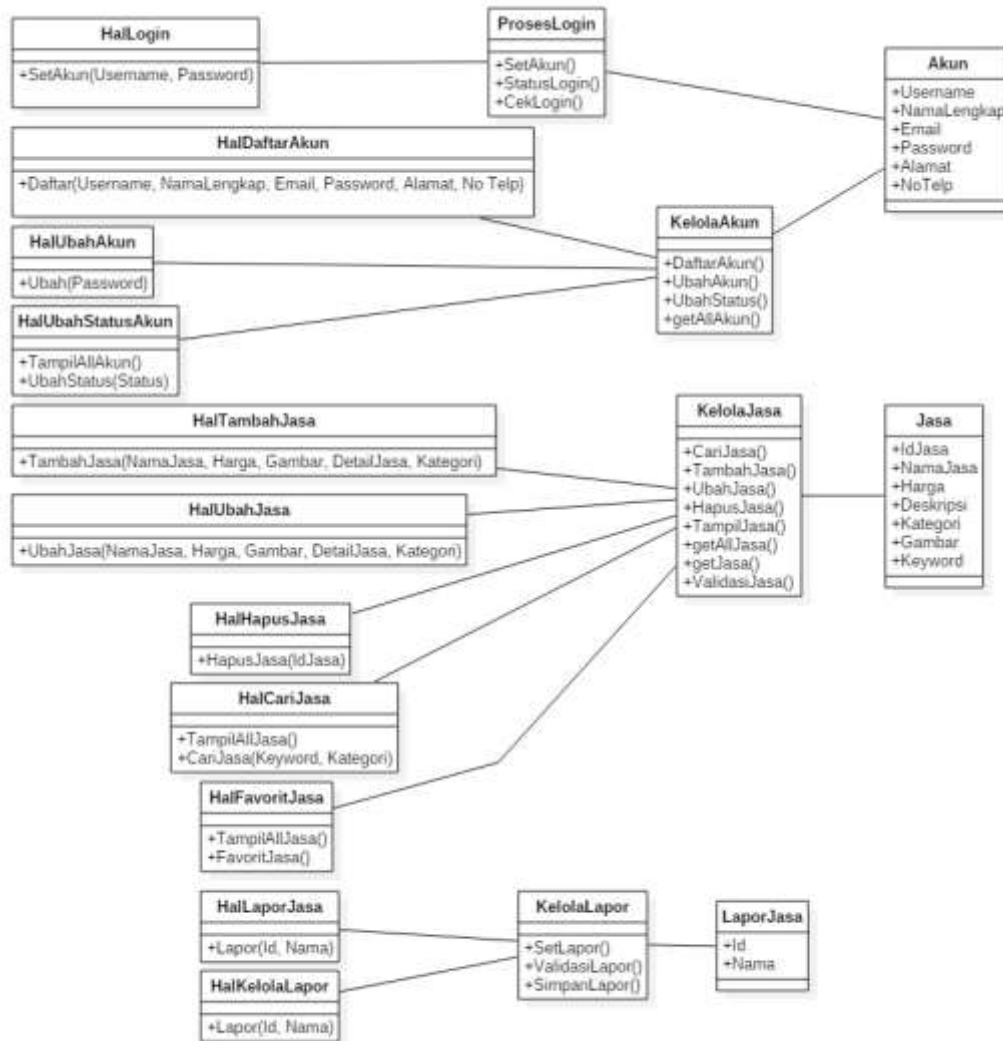 HalLogin
+SetAkun(Username, Password)
ProsesLogin
+SetAkun()
+StatusLogin()
+CekLogin()
Akun
+Username
+NamaLengkap
+Email
+Password
+Alamat
+NoTelp
HalDaftarAkun
+Daftar(Username, NamaLengkap, Email, Password, Alamat, No Telp)
HalUbahAkun
+Ubah(Password)
HalUbahStatusAkun
+TampilAllAkun()
+UbahStatus(Status)
KelolaAkun
+DaftarAkun()
+UbahAkun()
+UbahStatus()
+getAllAkun()
HalTambahJasa
+TambahJasa(NamaJasa, Harga, Gambar, DetailJasa, Kategori)
HalUbahJasa
+UbahJasa(NamaJasa, Harga, Gambar, DetailJasa, Kategori)
KelolaJasa
+CariJasa()
+TambahJasa()
+UbahJasa()
+HapusJasa()
+TampilJasa()
+getAllJasa()
+getJasa()
+ValidasiJasa()
Jasa
+IdJasa
+NamaJasa
+Harga
+Deskripsi
+Kategori
+Gambar
+Keyword
HalHapusJasa
+HapusJasa(IdJasa)
HalCariJasa
+TampilAllJasa()
+CariJasa(Keyword, Kategori)
HalFavoritJasa
+TampilAllJasa()
+FavoritJasa()
HalLaporJasa
+Lapor(Id, Nama)
HalKelolaLapor
+Lapor(Id, Nama)
KelolaLapor
+SetLapor()
+ValidasiLapor()
+SimpanLapor()
LaporJasa
+Id
+Nama